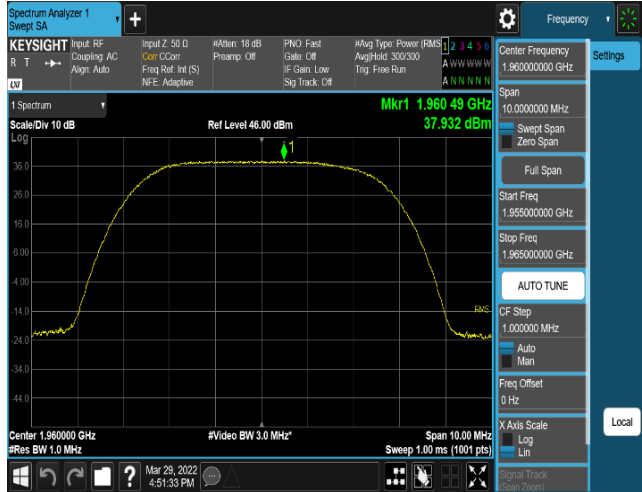 Spectrum Analyzer 1
Swept SA
+
Frequency
KEYSIGHT
R T
LXI
Input: RF
Coupling: AC
Align: Auto
Input Z: 50 Ω
Corr CCorr
Freq Ref: Int (S)
NFE: Adaptive
#Atten: 18 dB
Preamp: Off
PNO: Fast
Gate: Off
IF Gain: Low
Sig Track: Off
#Avg Type: Power (RMS
Avg|Hold: 300/300
Trig: Free Run
1 2 3 4 5 6
A W W W W W
A N N N N N
1 Spectrum
Scale/Div 10 dB
Ref Level 46.00 dBm
Mkr1 1.960 49 GHz
37.932 dBm
Log
1
36.0
26.0
16.0
6.00
-4.00
-14.0
-24.0
-34.0
-44.0
RMS
Center 1.960000 GHz
#Video BW 3.0 MHz*
Span 10.00 MHz
#Res BW 1.0 MHz
Sweep 1.00 ms (1001 pts)
?
Mar 29, 2022
4:51:33 PM
Center Frequency
1.960000000 GHz
Span
10.0000000 MHz
Swept Span
Zero Span
Full Span
Start Freq
1.955000000 GHz
Stop Freq
1.965000000 GHz
AUTO TUNE
CF Step
1.000000 MHz
Auto
Man
Freq Offset
0 Hz
X Axis Scale
Log
Lin
Signal Track
(Span Zoom)
Settings
Local